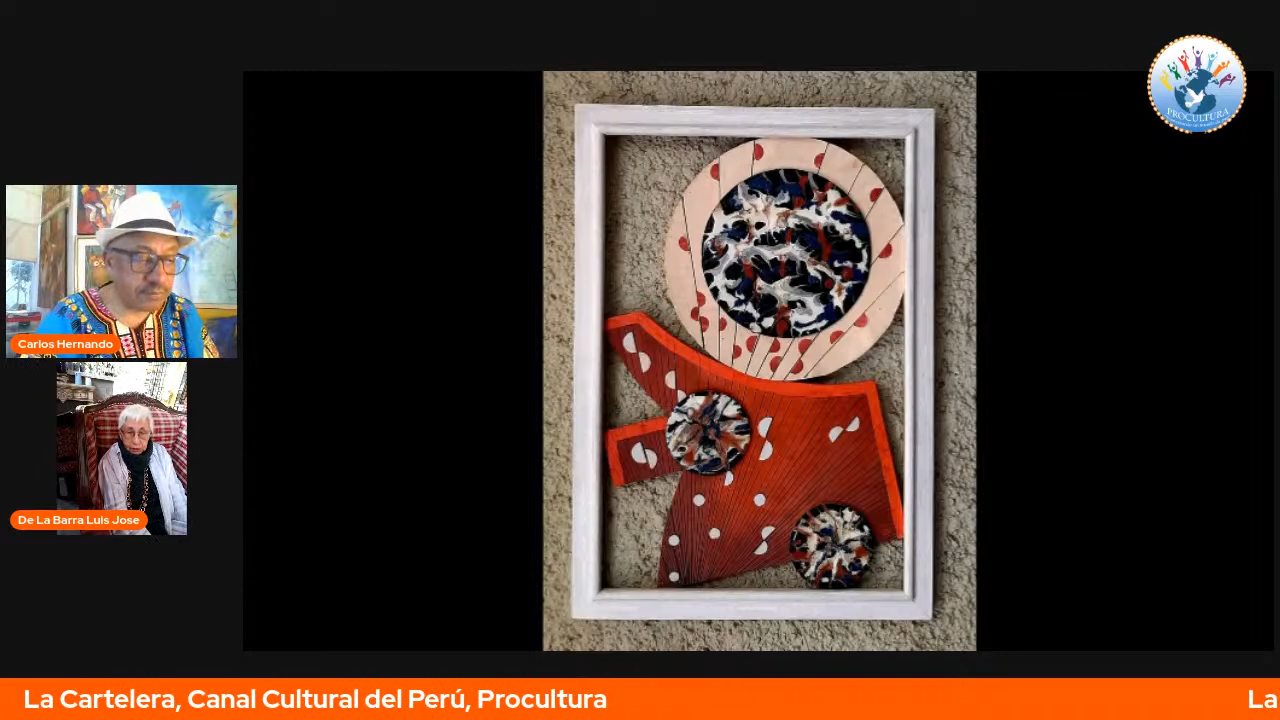 PROCULTURA
Carlos Hernando
De La Barra Luis Jose
La Cartelera, Canal Cultural del Perú, Procultura
La